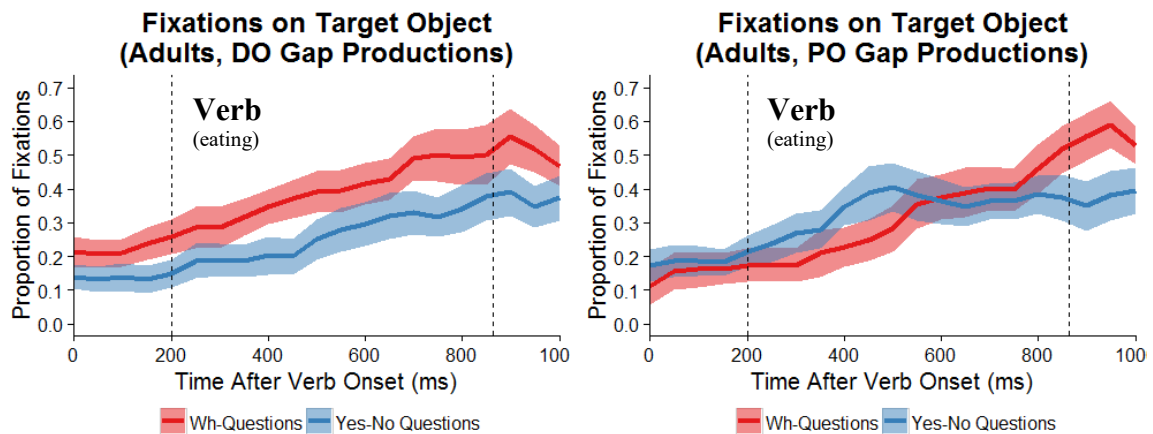 Fixations on Target Object
(Adults, DO Gap Productions)
Proportion of Fixations
0.7
0.6
0.5
0.4
0.3
0.2
0.1
0.0
Verb
(eating)
0 200 400 600 800 100
Time After Verb Onset (ms)
Wh-Questions Yes-No Questions
Fixations on Target Object
(Adults, PO Gap Productions)
Proportion of Fixations
0.7
0.6
0.5
0.4
0.3
0.2
0.1
0.0
Verb
(eating)
0 200 400 600 800 100
Time After Verb Onset (ms)
Wh-Questions Yes-No Questions